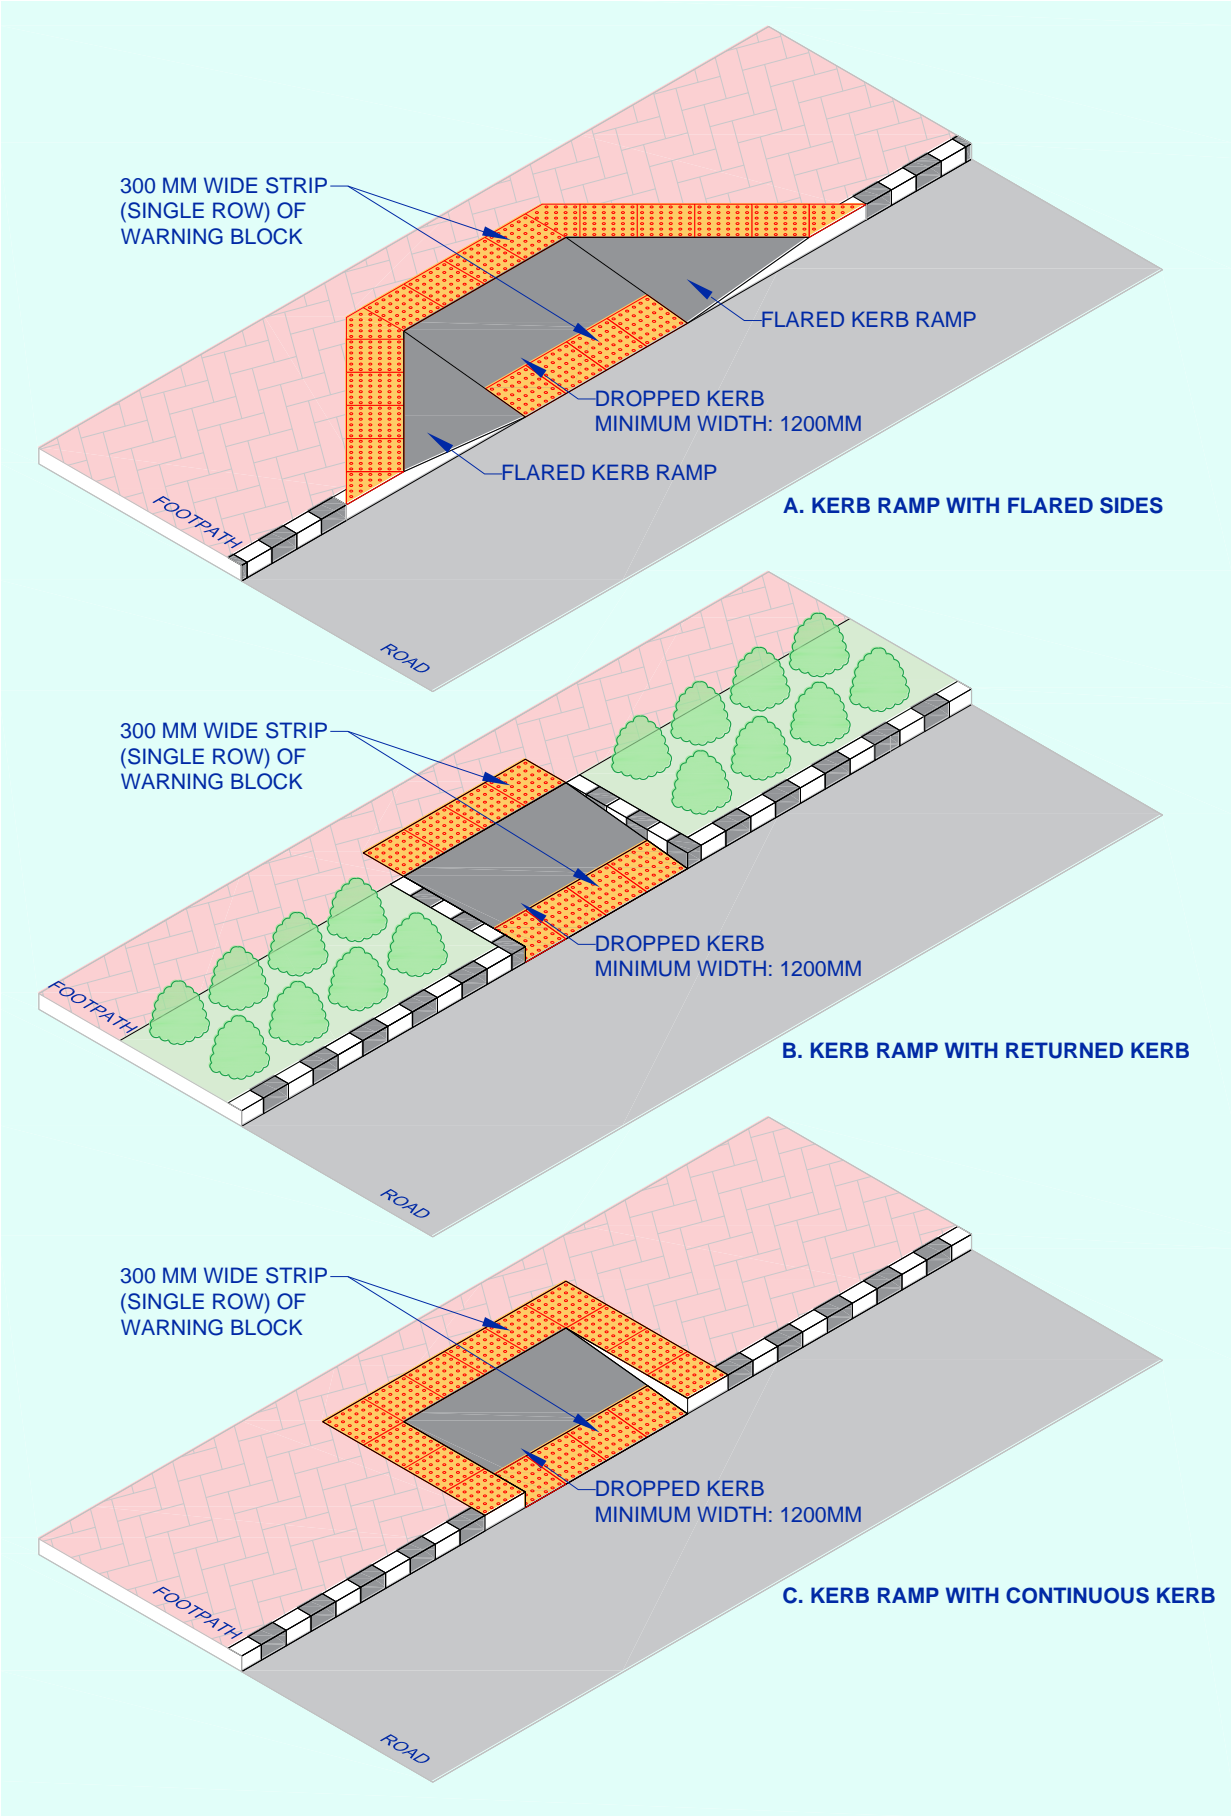 300 MM WIDE STRIP
(SINGLE ROW) OF
WARNING BLOCK
FLARED KERB RAMP
DROPPED KERB
MINIMUM WIDTH: 1200MM
FLARED KERB RAMP
FOOTPATH
A. KERB RAMP WITH FLARED SIDES
ROAD
300 MM WIDE STRIP
(SINGLE ROW) OF
WARNING BLOCK
DROPPED KERB
MINIMUM WIDTH: 1200MM
FOOTPATH
B. KERB RAMP WITH RETURNED KERB
ROAD
300 MM WIDE STRIP
(SINGLE ROW) OF
WARNING BLOCK
DROPPED KERB
MINIMUM WIDTH: 1200MM
FOOTPATH
C. KERB RAMP WITH CONTINUOUS KERB
ROAD